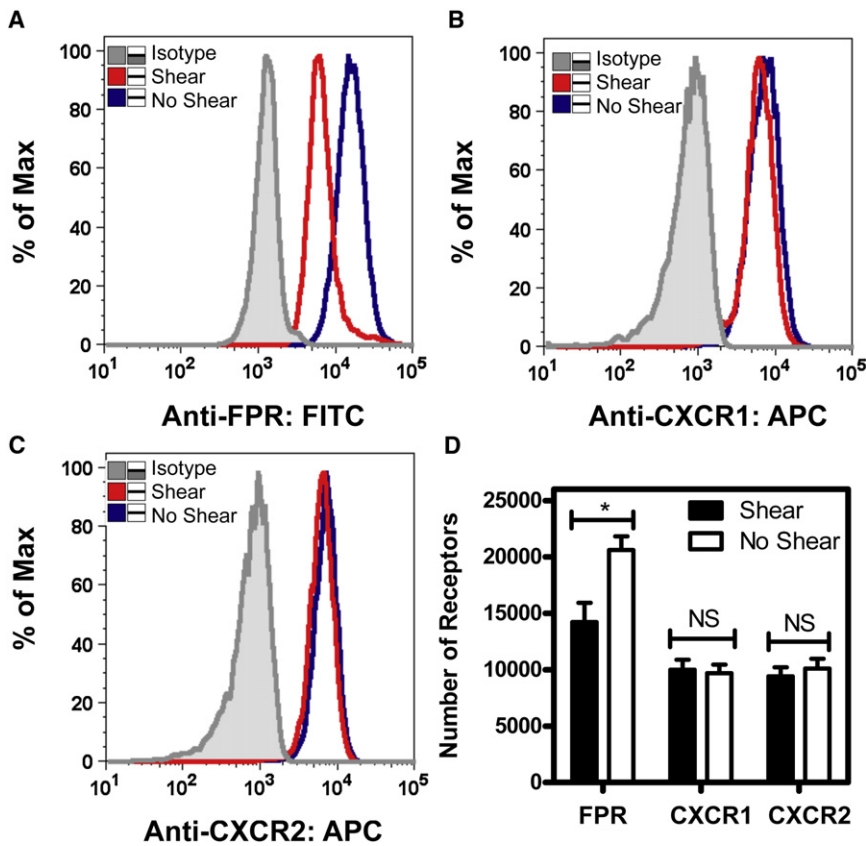 A
% of Max
100
80
60
40
20
0
Isotype
Shear
No Shear
10¹ 10² 10³ 10⁴ 10⁵
Anti-FPR: FITC
B
% of Max
100
80
60
40
20
0
Isotype
Shear
No Shear
10¹ 10² 10³ 10⁴ 10⁵
Anti-CXCR1: APC
C
% of Max
100
80
60
40
20
0
Isotype
Shear
No Shear
10¹ 10² 10³ 10⁴ 10⁵
Anti-CXCR2: APC
D
Number of Receptors
25000
20000
15000
10000
5000
0
Shear
No Shear
*
NS
NS
FPR CXCR1 CXCR2